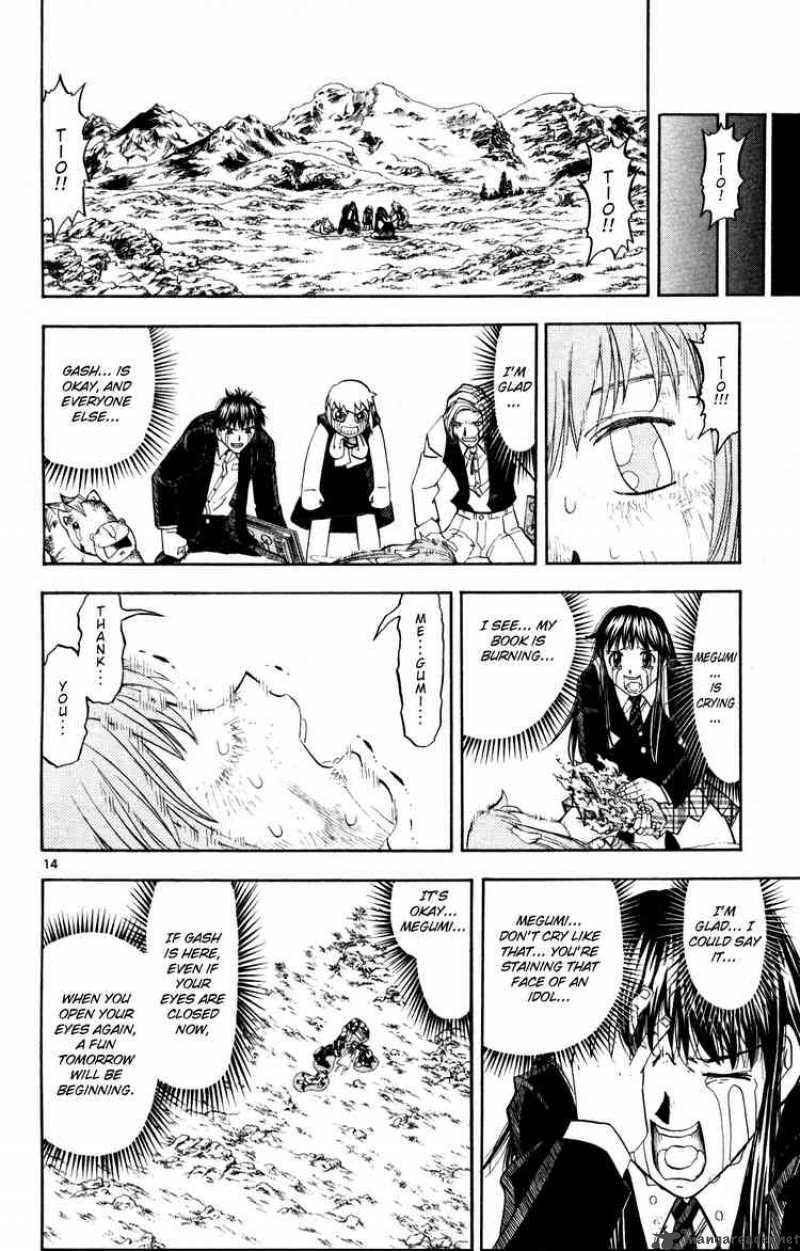 TIO!
TIO!!
TIO!!
TIO!!!
I'M
GLAD
...
GASH... IS
OKAY, AND
EVERYONE
ELSE...
MEGUMI
... IS
CRYING
...
I SEE... MY
BOOK IS
BURNING...
ME...GUMI...
THANK...
YOU...
14
I'M
GLAD... I
COULD SAY
IT...
MEGUMI...
DON'T CRY LIKE
THAT... YOU'RE
STAINING THAT
FACE OF AN
IDOL...
IT'S
OKAY...
MEGUMI...
IF GASH
IS HERE,
EVEN IF
YOUR EYES
ARE CLOSED
NOW,
WHEN YOU
OPEN YOUR
EYES AGAIN,
A FUN
TOMORROW
WILL BE
BEGINNING.
mangareader.net